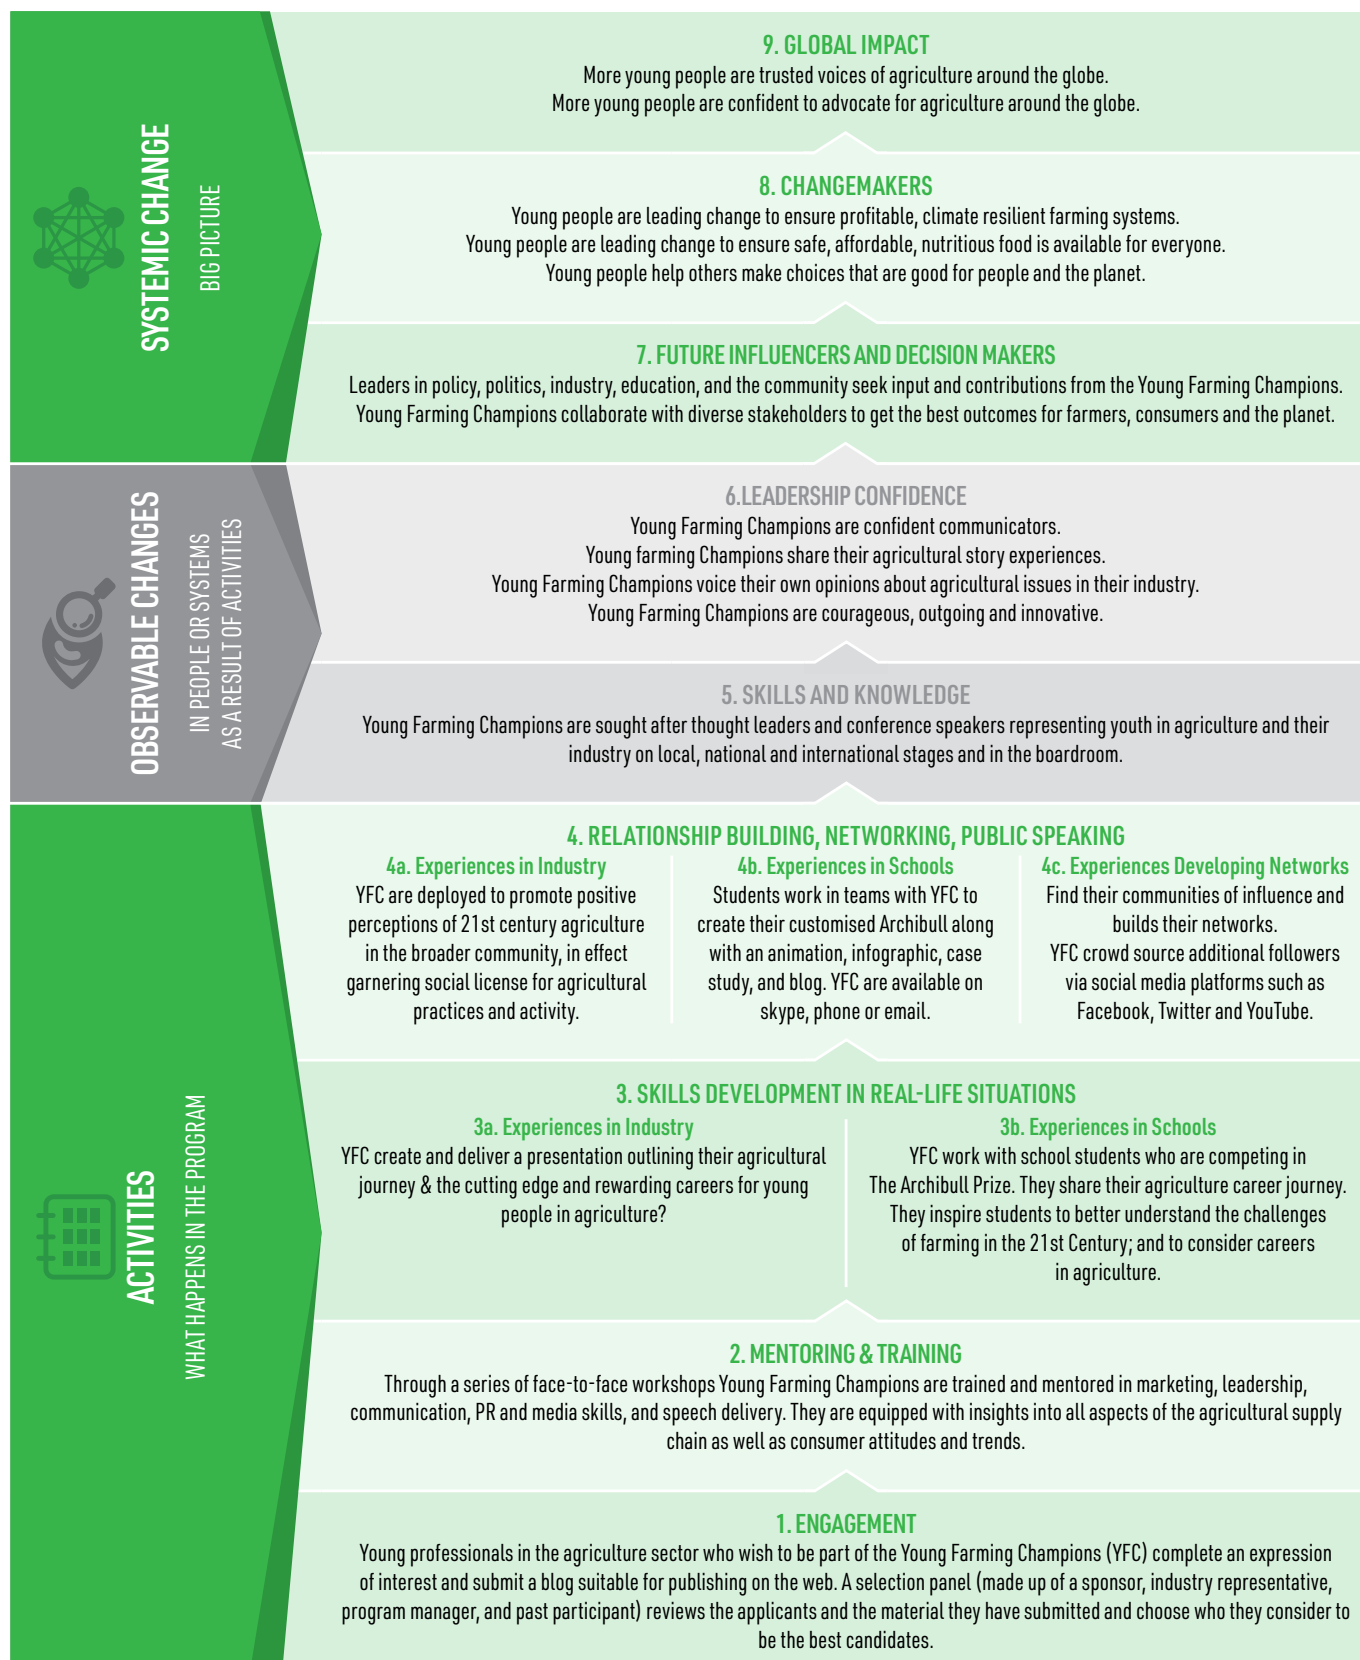 SYSTEMIC CHANGE
BIG PICTURE
9. GLOBAL IMPACT
More young people are trusted voices of agriculture around the globe.
More young people are confident to advocate for agriculture around the globe.
8. CHANGEMAKERS
Young people are leading change to ensure profitable, climate resilient farming systems.
Young people are leading change to ensure safe, affordable, nutritious food is available for everyone.
Young people help others make choices that are good for people and the planet.
7. FUTURE INFLUENCERS AND DECISION MAKERS
Leaders in policy, politics, industry, education, and the community seek input and contributions from the Young Farming Champions.
Young Farming Champions collaborate with diverse stakeholders to get the best outcomes for farmers, consumers and the planet.
OBSERVABLE CHANGES
IN PEOPLE OR SYSTEMS
AS A RESULT OF ACTIVITIES
6.LEADERSHIP CONFIDENCE
Young Farming Champions are confident communicators.
Young farming Champions share their agricultural story experiences.
Young Farming Champions voice their own opinions about agricultural issues in their industry.
Young Farming Champions are courageous, outgoing and innovative.
5. SKILLS AND KNOWLEDGE
Young Farming Champions are sought after thought leaders and conference speakers representing youth in agriculture and their
industry on local, national and international stages and in the boardroom.
ACTIVITIES
WHAT HAPPENS IN THE PROGRAM
4. RELATIONSHIP BUILDING, NETWORKING, PUBLIC SPEAKING
4a. Experiences in Industry
YFC are deployed to promote positive
perceptions of 21st century agriculture
in the broader community, in effect
garnering social license for agricultural
practices and activity.
4b. Experiences in Schools
Students work in teams with YFC to
create their customised Archibull along
with an animation, infographic, case
study, and blog. YFC are available on
skype, phone or email.
4c. Experiences Developing Networks
Find their communities of influence and
builds their networks.
YFC crowd source additional followers
via social media platforms such as
Facebook, Twitter and YouTube.
3. SKILLS DEVELOPMENT IN REAL-LIFE SITUATIONS
3a. Experiences in Industry
YFC create and deliver a presentation outlining their agricultural
journey & the cutting edge and rewarding careers for young
people in agriculture?
3b. Experiences in Schools
YFC work with school students who are competing in
The Archibull Prize. They share their agriculture career journey.
They inspire students to better understand the challenges
of farming in the 21st Century; and to consider careers
in agriculture.
2. MENTORING & TRAINING
Through a series of face-to-face workshops Young Farming Champions are trained and mentored in marketing, leadership,
communication, PR and media skills, and speech delivery. They are equipped with insights into all aspects of the agricultural supply
chain as well as consumer attitudes and trends.
1. ENGAGEMENT
Young professionals in the agriculture sector who wish to be part of the Young Farming Champions (YFC) complete an expression
of interest and submit a blog suitable for publishing on the web. A selection panel (made up of a sponsor, industry representative,
program manager, and past participant) reviews the applicants and the material they have submitted and choose who they consider to
be the best candidates.